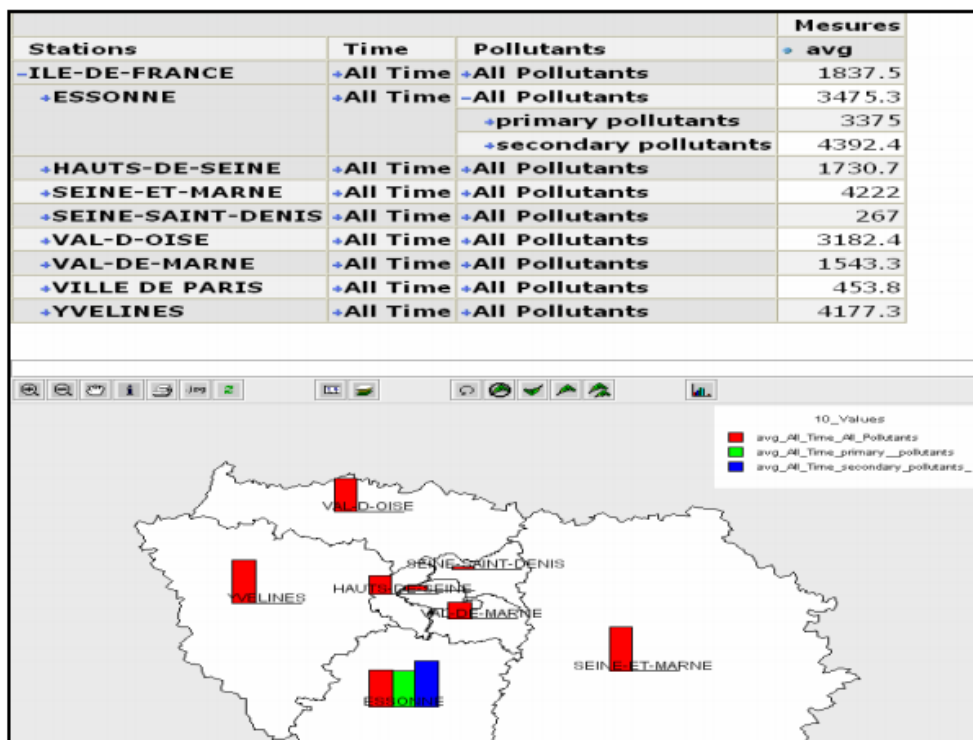 Mesures
Stations Time Pollutants avg
-ILE-DE-FRANCE +All Time +All Pollutants 1837.5
+ESSONNE +All Time -All Pollutants 3475.3
+primary pollutants 3375
+secondary pollutants 4392.4
+HAUTS-DE-SEINE +All Time +All Pollutants 1730.7
+SEINE-ET-MARNE +All Time +All Pollutants 4222
+SEINE-SAINT-DENIS +All Time +All Pollutants 267
+VAL-D-OISE +All Time +All Pollutants 3182.4
+VAL-DE-MARNE +All Time +All Pollutants 1543.3
+VILLE DE PARIS +All Time +All Pollutants 453.8
+YVELINES +All Time +All Pollutants 4177.3
10_Values
avg_All_Time_All_Pollutants
avg_All_Time_primary__pollutants
avg_All_Time_secondary_pollutants_
VAL-D-OISE
SEINE-SAINT-DENIS
HAUTS-DE-SEINE
YVELINES
VAL-DE-MARNE
SEINE-ET-MARNE
ESSONNE